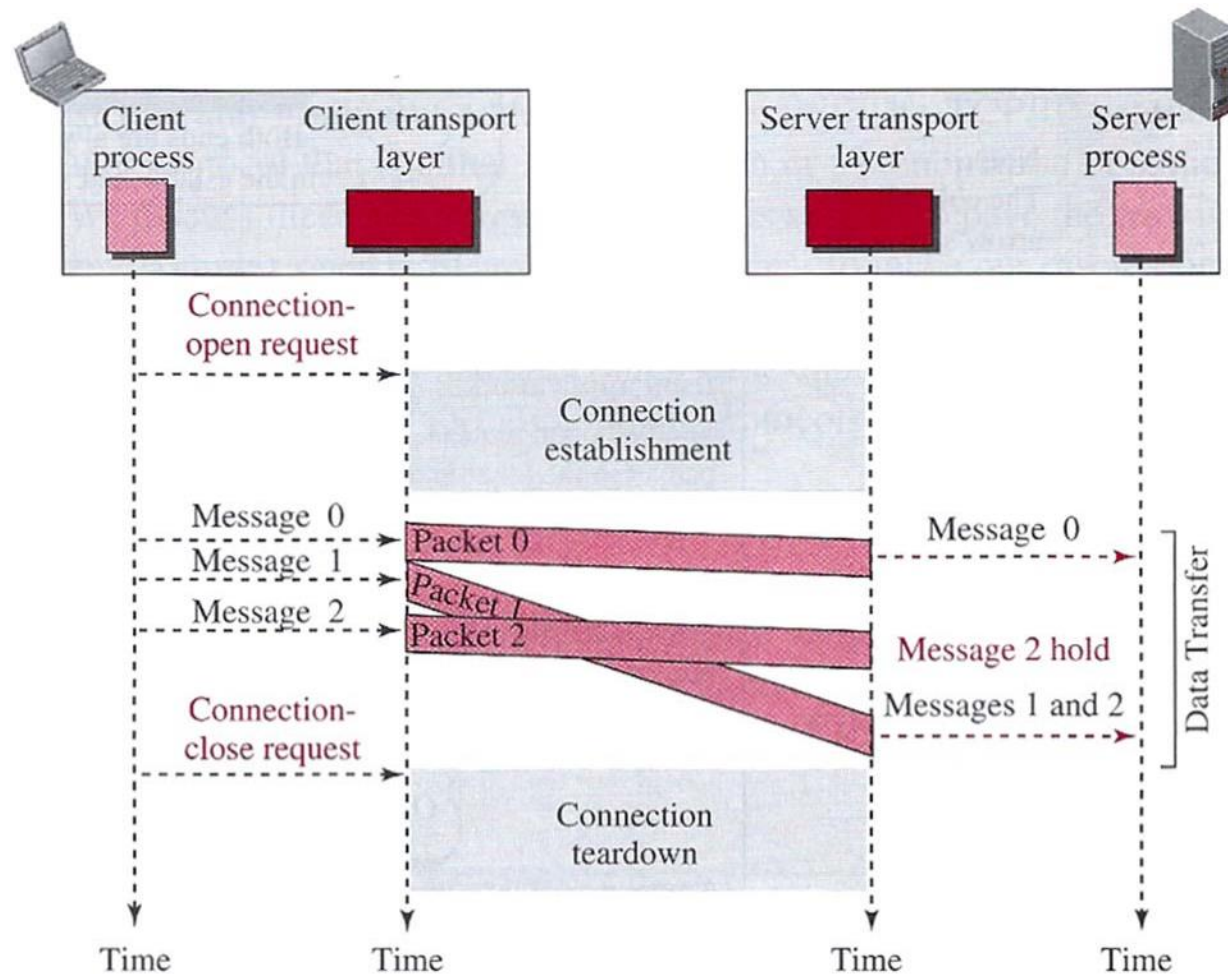 Client
process
Client transport
layer
Server transport
layer
Server
process
Connection-
open request
Connection
establishment
Message 0
Packet 0
Message 0
Message 1
Packet 1
Message 2
Packet 2
Message 2 hold
Messages 1 and 2
Data Transfer
Connection-
close request
Connection
teardown
Time
Time
Time
Time